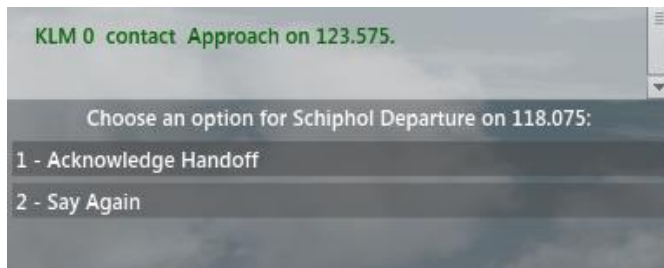 KLM 0 contact Approach on 123.575.
Choose an option for Schiphol Departure on 118.075:
1 - Acknowledge Handoff
2 - Say Again